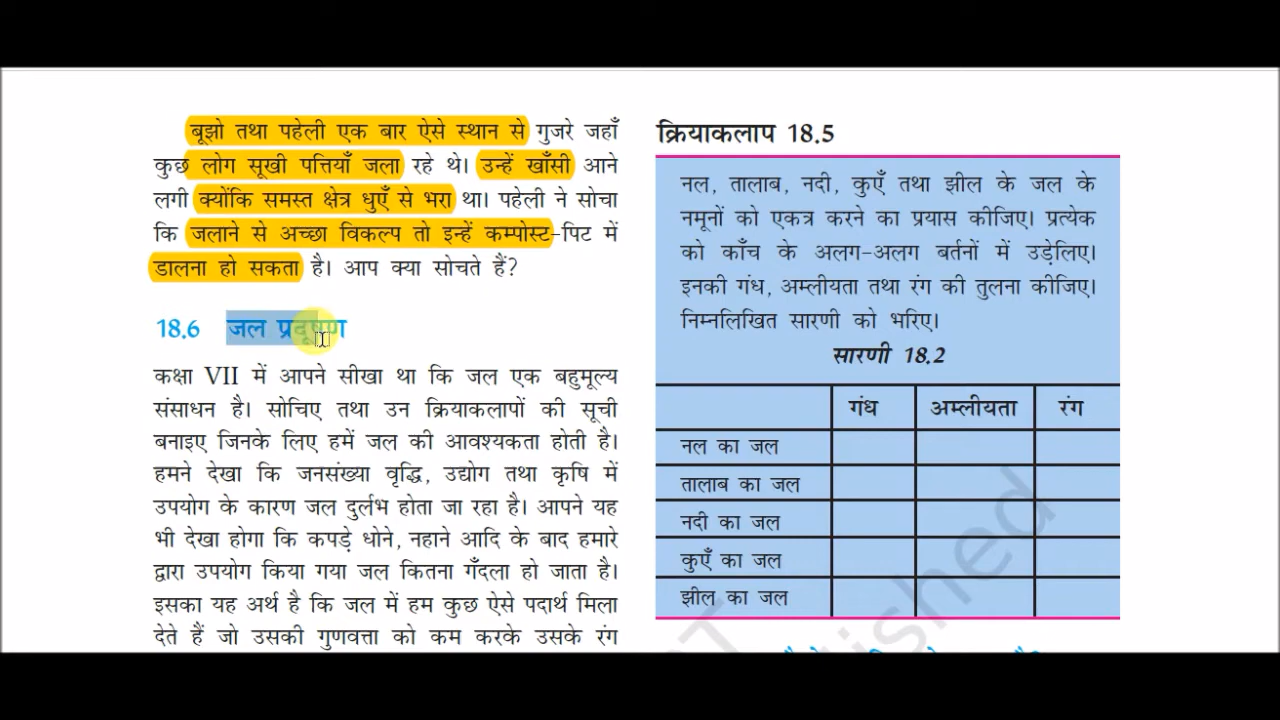 बूझो तथा पहेली एक बार ऐसे स्थान से गुजरे जहाँ
कुछ लोग सूखी पत्तियाँ जला रहे थे। उन्हें खाँसी आने
लगी क्योंकि समस्त क्षेत्र धुएँ से भरा था। पहेली ने सोचा
कि जलाने से अच्छा विकल्प तो इन्हें कम्पोस्ट-पिट में
डालना हो सकता है। आप क्या सोचते हैं?
18.6 जल प्रदूषण
कक्षा VII में आपने सीखा था कि जल एक बहुमूल्य
संसाधन है। सोचिए तथा उन क्रियाकलापों की सूची
बनाइए जिनके लिए हमें जल की आवश्यकता होती है।
हमने देखा कि जनसंख्या वृद्धि, उद्योग तथा कृषि में
उपयोग के कारण जल दुर्लभ होता जा रहा है। आपने यह
भी देखा होगा कि कपड़े धोने, नहाने आदि के बाद हमारे
द्वारा उपयोग किया गया जल कितना गँदला हो जाता है।
इसका यह अर्थ है कि जल में हम कुछ ऐसे पदार्थ मिला
देते हैं जो उसकी गुणवत्ता को कम करके उसके रंग
क्रियाकलाप 18.5
नल, तालाब, नदी, कुएँ तथा झील के जल के
नमूनों को एकत्र करने का प्रयास कीजिए। प्रत्येक
को काँच के अलग-अलग बर्तनों में उड़ेलिए।
इनकी गंध, अम्लीयता तथा रंग की तुलना कीजिए।
निम्नलिखित सारणी को भरिए।
सारणी 18.2
गंध अम्लीयता रंग
नल का जल
तालाब का जल
नदी का जल
कुएँ का जल
झील का जल